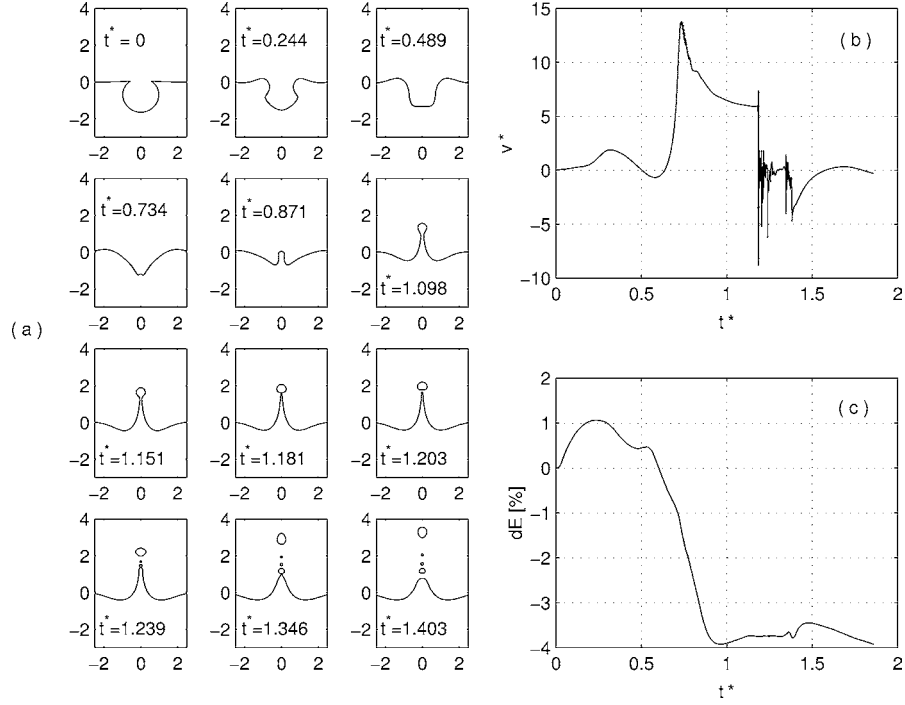 4
2
0
−2
−2 0 2
t* = 0
4
2
0
−2
−2 0 2
t*=0.244
4
2
0
−2
−2 0 2
t*=0.489
4
2
0
−2
−2 0 2
t*=0.734
4
2
0
−2
−2 0 2
t*=0.871
4
2
0
−2
−2 0 2
t*=1.098
( a )
4
2
0
−2
−2 0 2
t*=1.151
4
2
0
−2
−2 0 2
t*=1.181
4
2
0
−2
−2 0 2
t*=1.203
4
2
0
−2
−2 0 2
t*=1.239
4
2
0
−2
−2 0 2
t*=1.346
4
2
0
−2
−2 0 2
t*=1.403
15
10
5
0
−5
−10
v*
( b )
0 0.5 1 1.5 2
t*
2
1
0
−1
−2
−3
−4
dE [%]
( c )
0 0.5 1 1.5 2
t*